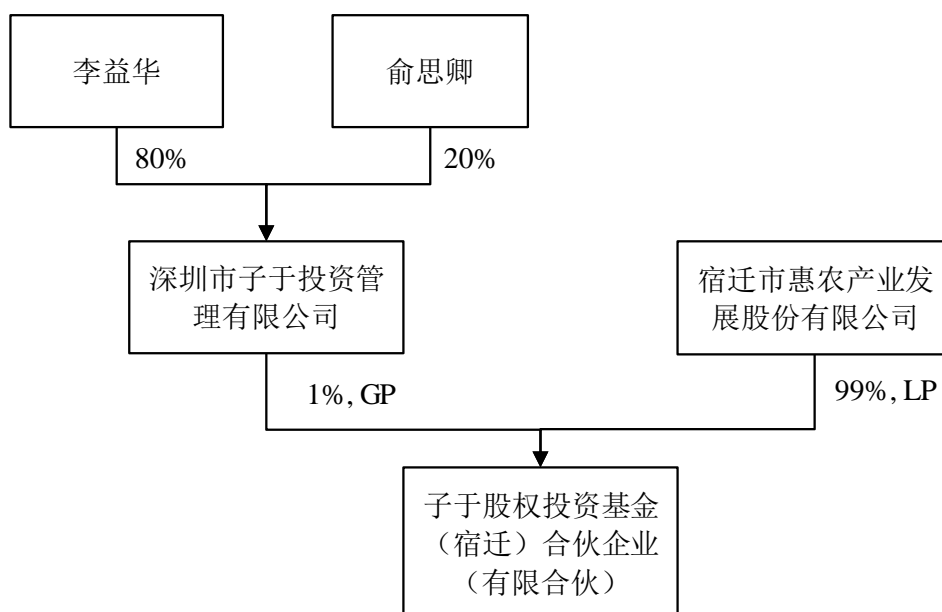 李益华
俞思卿
80%
20%
深圳市子于投资管
理有限公司
宿迁市惠农产业发
展股份有限公司
1%, GP
99%, LP
子于股权投资基金
（宿迁）合伙企业
（有限合伙）